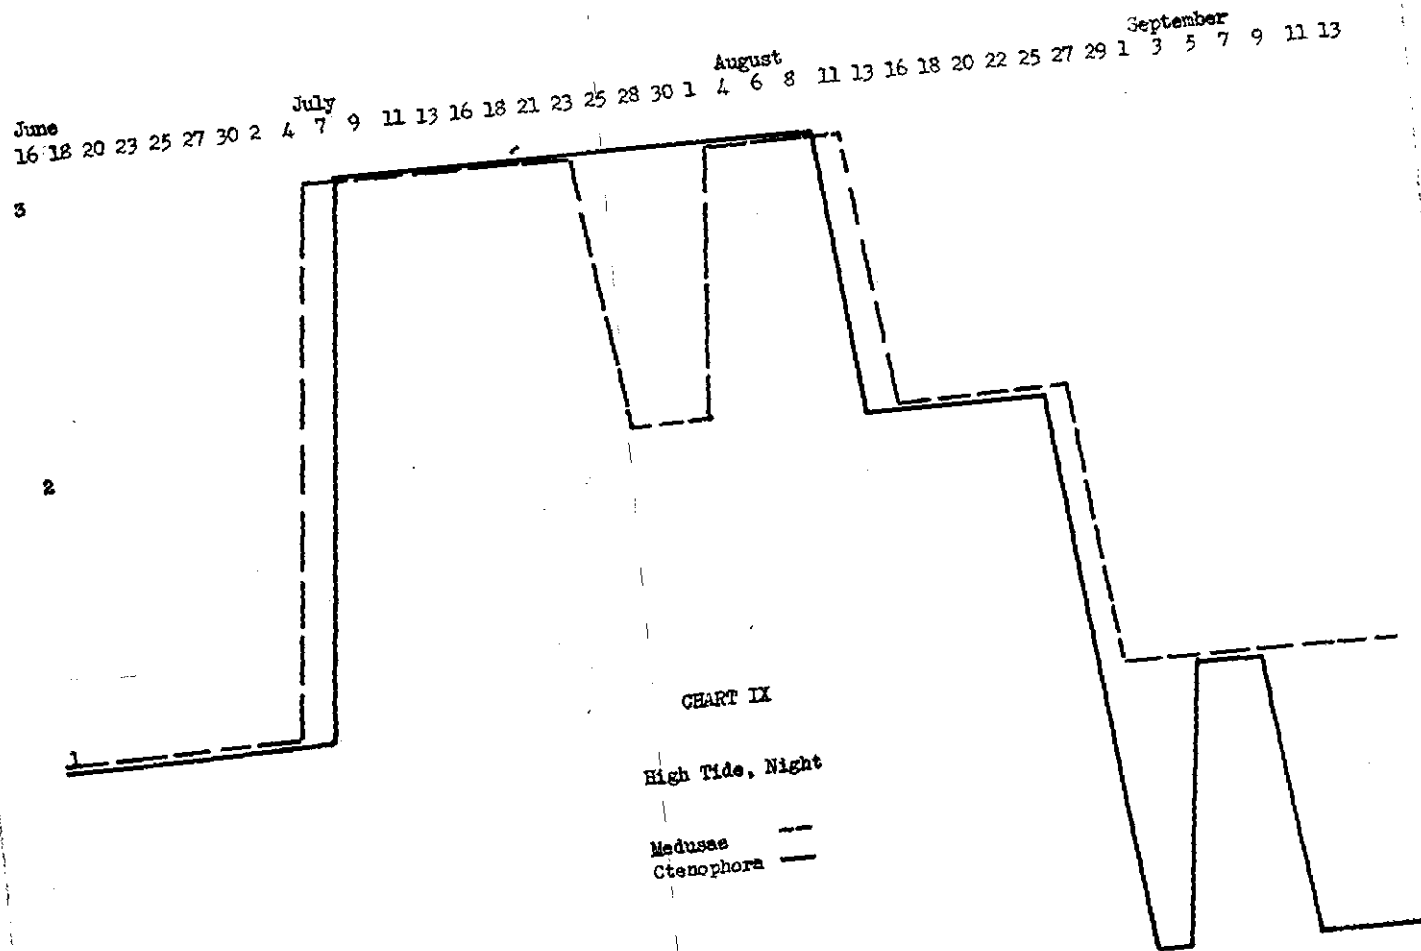 June July August September
16 18 20 23 25 27 30 2 4 7 9 11 13 16 18 21 23 25 28 30 1 4 6 8 11 13 16 18 20 22 25 27 29 1 3 5 7 9 11 13
3
2
1
CHART IX
High Tide, Night
Medusae
Ctenophora